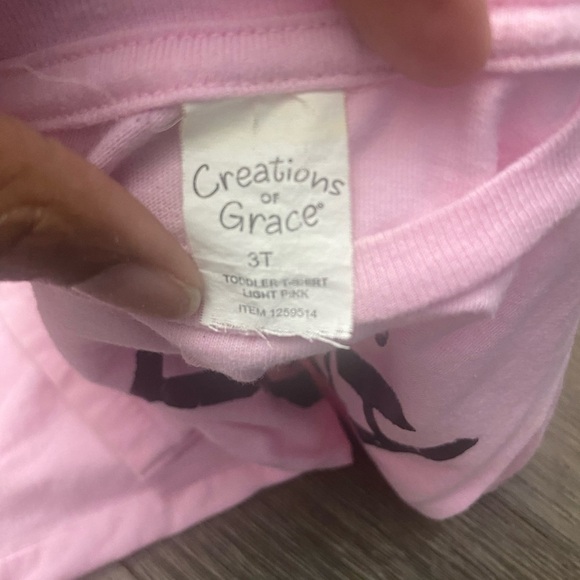 Creations
OF
Grace®
3T
TODDLER T-SHIRT
LIGHT PINK
ITEM 1259514